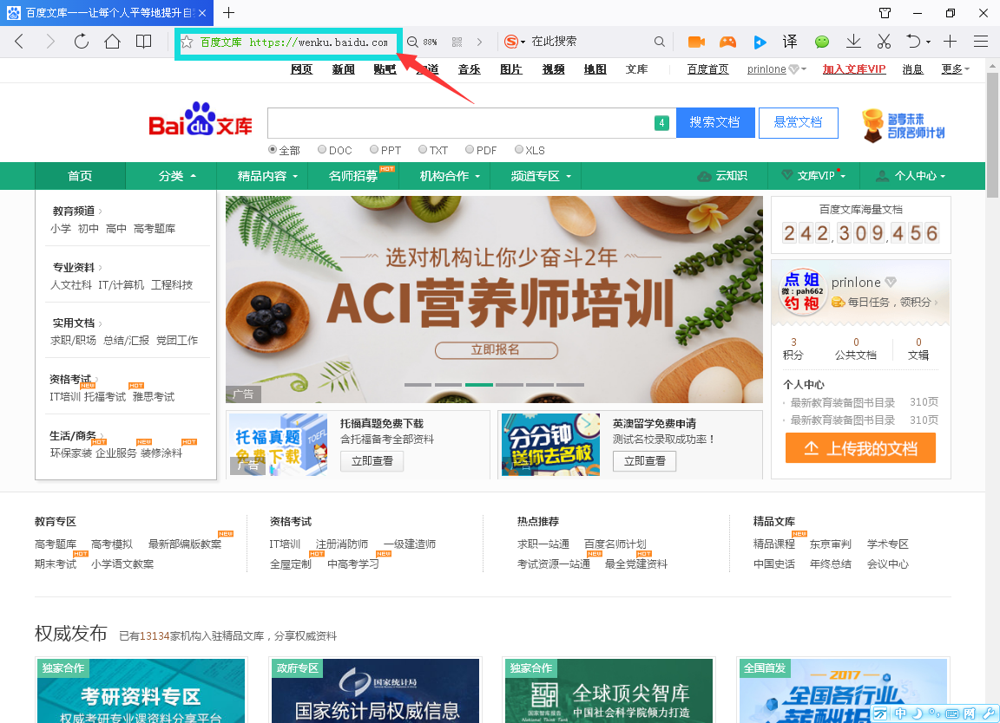 百度文库——让每个人平等地提升自
百度文库 https://wenku.baidu.com 88% 在此搜索 译
网页 新闻 贴吧 道 音乐 图片 视频 地图 文库 百度首页 prinlone 加入文库VIP 消息 更多
Bai du 文库 4 搜索文档 悬赏文档 百度名师计划
全部 DOC PPT TXT PDF XLS
首页 分类 精品内容 名师招募 HOT 机构合作 频道专区 云知识 文库VIP 个人中心
教育频道
小学 初中 高中 高考题库
专业资料
人文社科 IT/计算机 工程科技
实用文档
求职/职场 总结/汇报 党团工作
资格考试
NEW HOT
IT培训 托福考试 雅思考试
生活/商务
HOT NEW HOT
环保家装 企业服务 装修涂料
选对机构让你少奋斗2年
ACI营养师培训
立即报名
广告
托福真题
免费下载
TOEFL
广告
托福真题免费下载
含托福备考全部资料
立即查看
分分钟
送你去名校
英澳留学免费申请
测试名校录取成功率！
立即查看
百度文库海量文档
242,309,456
点姐
微：pah662
约袍
prinlone
每日任务，领积分
3 0 0
积分 公共文档 文辑
个人中心
最新教育装备图书目录 310页
最新教育装备图书目录 310页
上传我的文档
教育专区 资格考试 热点推荐 精品文库
NEW NEW
高考题库 高考模拟 最新部编版教案 IT培训 注册消防师 一级建造师 求职一站通 百度名师计划 精品课程 东京审判 学术专区
HOT HOT NEW NEW HOT
期末考试 小学语文教案 全屋定制 中高考学习 考试资源一站通 最全党建资料 中国史话 年终总结 会议中心
权威发布 已有13134家机构入驻精品文库，分享权威资料
独家合作 政府专区 独家合作 全国首发
考研资料专区
权威考研专业课资料分享平台
国家统计局
国家统计局权威信息
全球顶尖智库
中国社会科学院倾力打造
2017
全国各行业
中